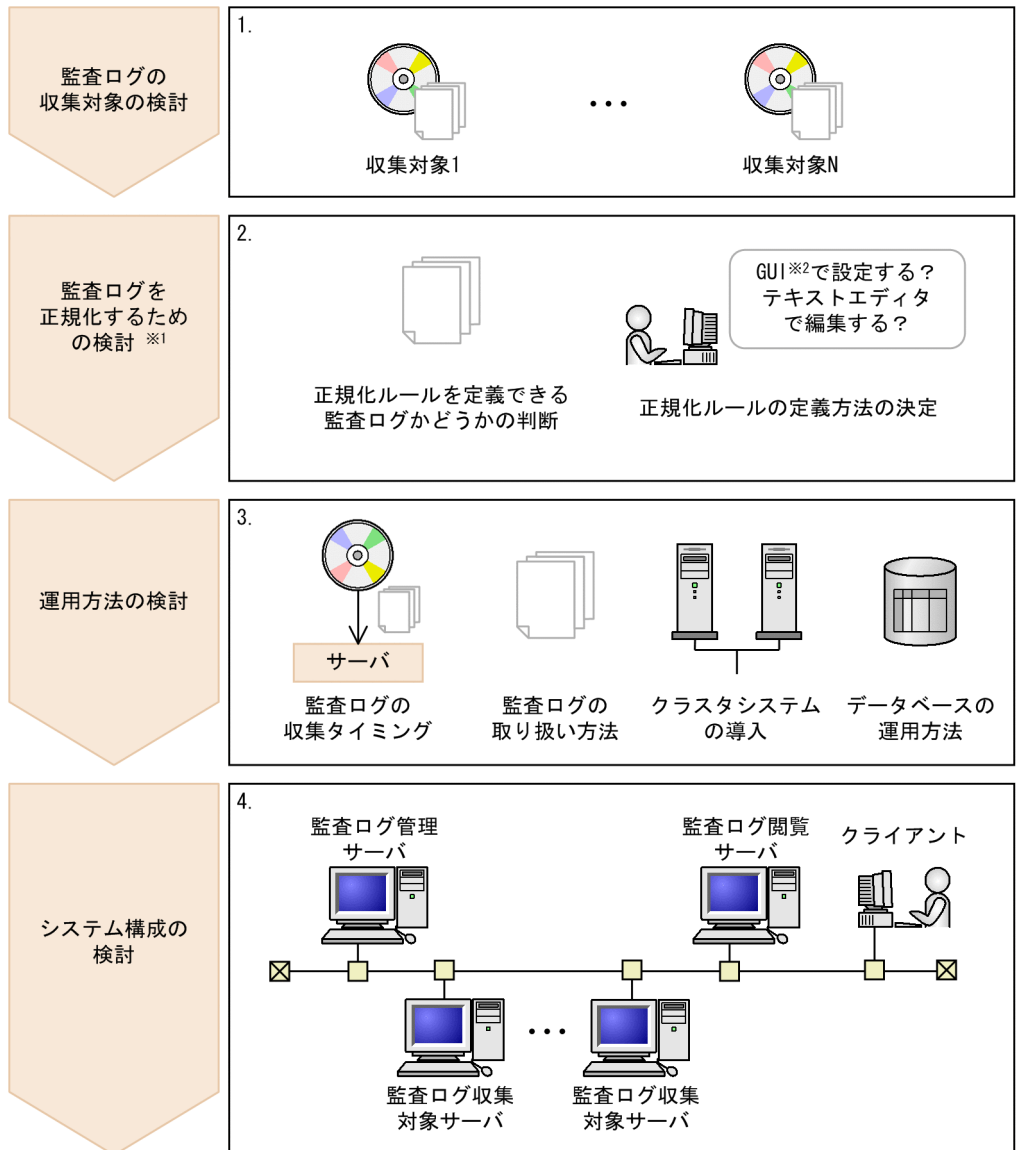 監査ログの
収集対象の検討
1.
収集対象1
・・・
収集対象N
監査ログを
正規化するため
の検討 ※1
2.
GUI※2で設定する?
テキストエディタ
で編集する?
正規化ルールを定義できる
監査ログかどうかの判断
正規化ルールの定義方法の決定
運用方法の検討
3.
サーバ
監査ログの
収集タイミング
監査ログの
取り扱い方法
クラスタシステム
の導入
データベースの
運用方法
システム構成の
検討
4.
監査ログ管理
サーバ
監査ログ閲覧
サーバ
クライアント
・・・
監査ログ収集
対象サーバ
監査ログ収集
対象サーバ